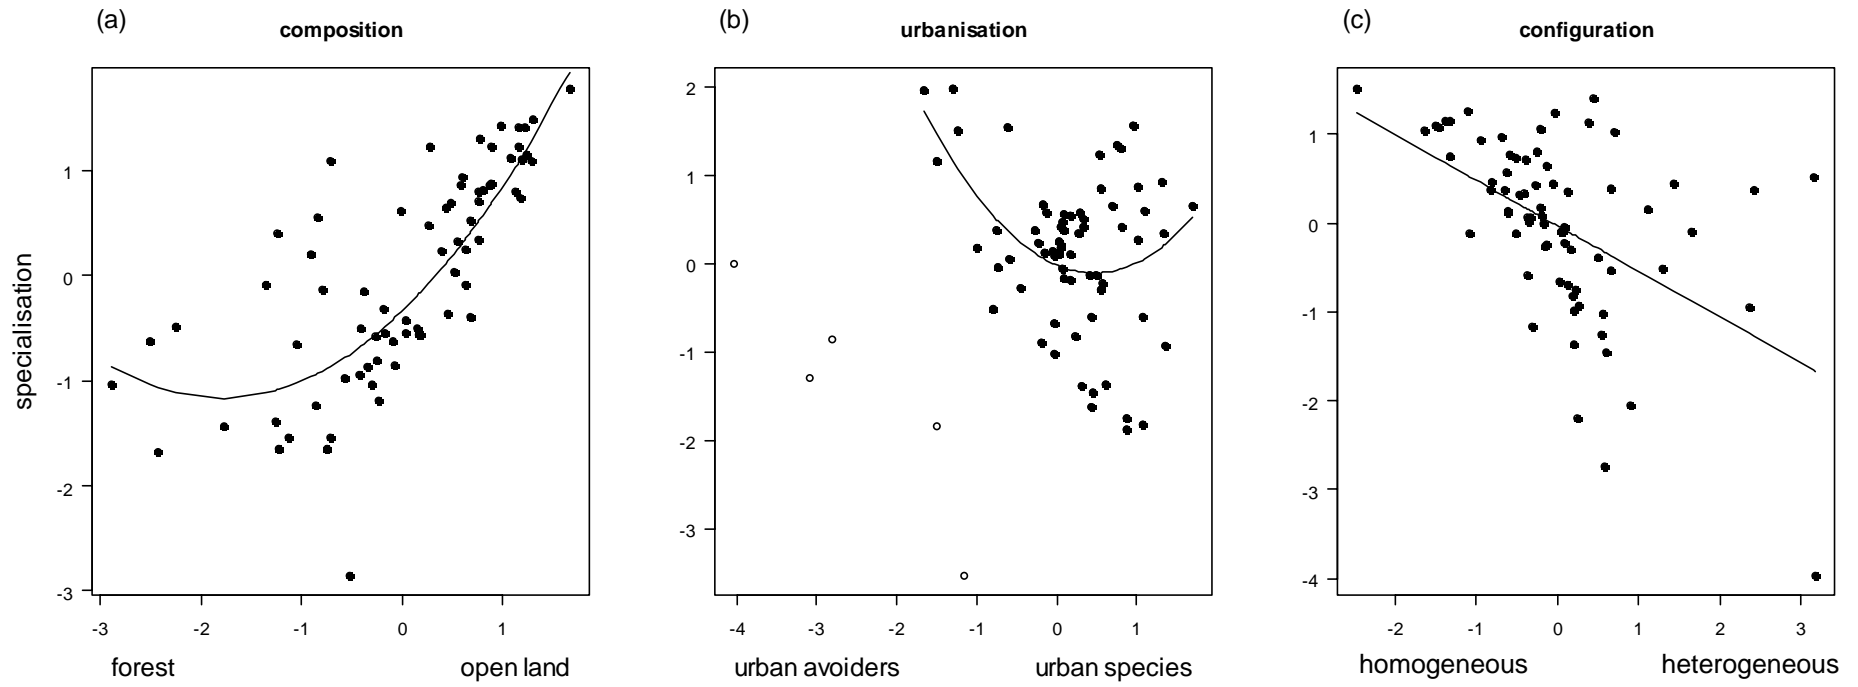 (a)
composition
specialisation
1
0
-1
-2
-3
-3 -2 -1 0 1
forest open land
(b)
urbanisation
2
1
0
-1
-2
-3
-4 -3 -2 -1 0 1
urban avoiders urban species
(c)
configuration
1
0
-1
-2
-3
-4
-2 -1 0 1 2 3
homogeneous heterogeneous